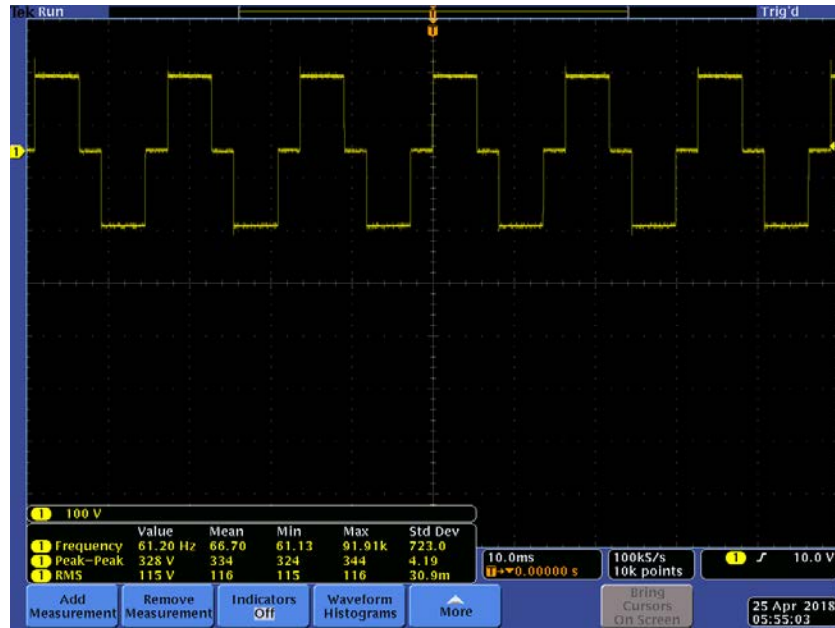 Tek Run Trig'd
T
T
1
1 100 V
Value Mean Min Max Std Dev
1 Frequency 61.20 Hz 66.70 61.13 91.91k 723.0
1 Peak-Peak 328 V 334 324 344 4.19
1 RMS 115 V 116 115 116 30.9m
10.0ms
T→▼0.00000 s
100kS/s
10k points
1 10.0 V
Add Measurement
Remove Measurement
Indicators Off
Waveform Histograms
More
Bring Cursors On Screen
25 Apr 2018
05:55:03